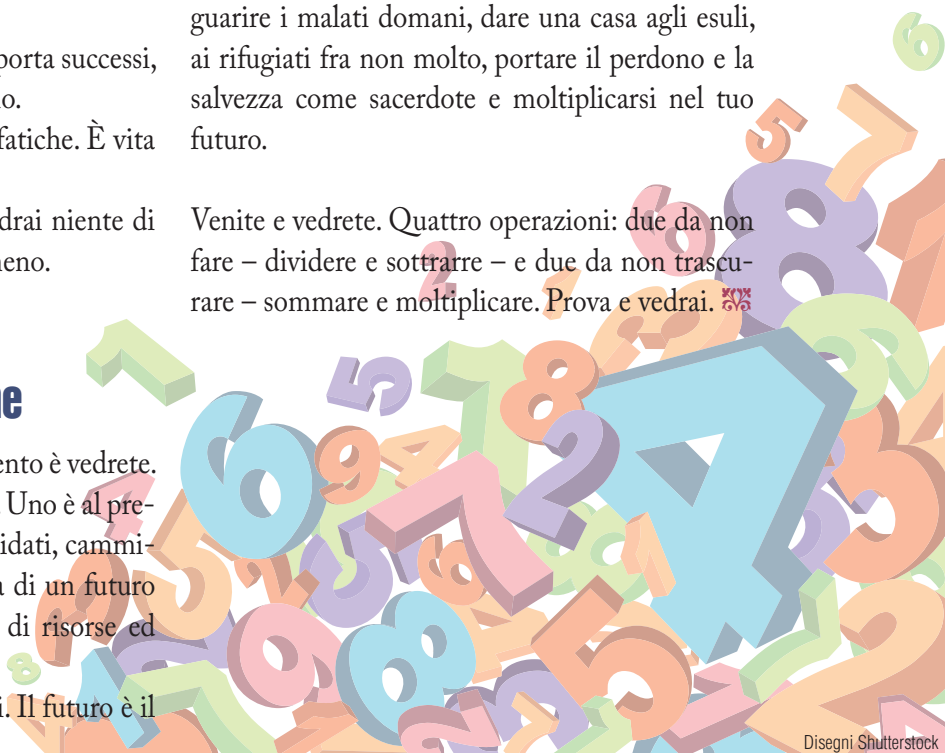 porta successi,
o.
fatiche. È vita
drai niente di
neno.
ne
ento è vedrete.
. Uno è al pre-
idati, cammi-
a di un futuro
di risorse ed
i. Il futuro è il
guarire i malati domani, dare una casa agli esuli,
ai rifugiati fra non molto, portare il perdono e la
salvezza come sacerdote e moltiplicarsi nel tuo
futuro.
Venite e vedrete. Quattro operazioni: due da non
fare – dividere e sottrarre – e due da non trascu-
rare – sommare e moltiplicare. Prova e vedrai.
Disegni Shutterstock